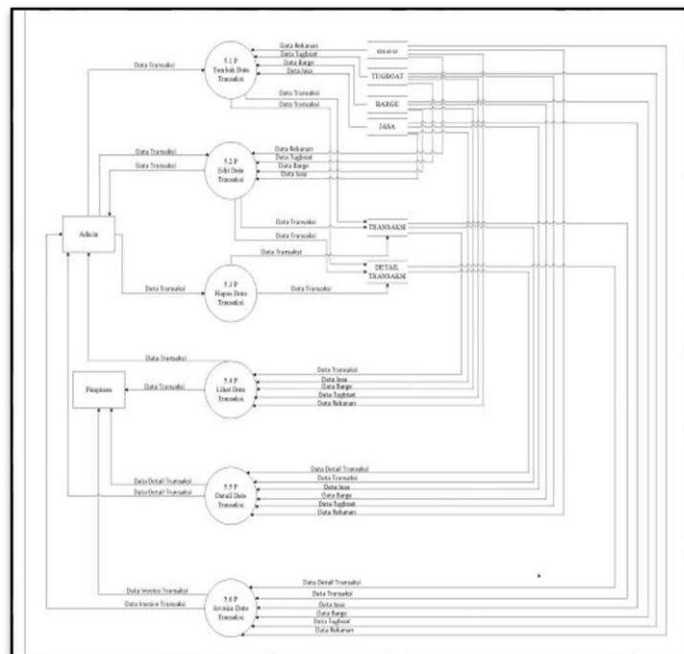 Data Rekanan
Data Tugboat
Data Barge
Data Jasa
5.1 P
Tambah Data
Transaksi
Data Transaksi
Data Transaksi
Data Transaksi
TUGBOAT
BARGE
JASA
Data Transaksi
Data Transaksi
5.2 P
Edit Data
Transaksi
Data Rekanan
Data Tugboat
Data Barge
Data Jasa
Data Transaksi
Data Transaksi
Admin
Data Transaksi
5.3 P
Hapus Data
Transaksi
Data Transaksi
Data Transaksi
TRANSAKSI
DETAIL
TRANSAKSI
Data Transaksi
Pimpinan
Data Transaksi
5.4 P
Lihat Data
Transaksi
Data Transaksi
Data Jasa
Data Barge
Data Tugboat
Data Rekanan
Data Detail Transaksi
Data Detail Transaksi
5.5 P
Detail Data
Transaksi
Data Detail Transaksi
Data Transaksi
Data Jasa
Data Barge
Data Tugboat
Data Rekanan
Data Invoice Transaksi
Data Invoice Transaksi
5.6 P
Invoice Data
Transaksi
Data Detail Transaksi
Data Transaksi
Data Jasa
Data Barge
Data Tugboat
Data Rekanan